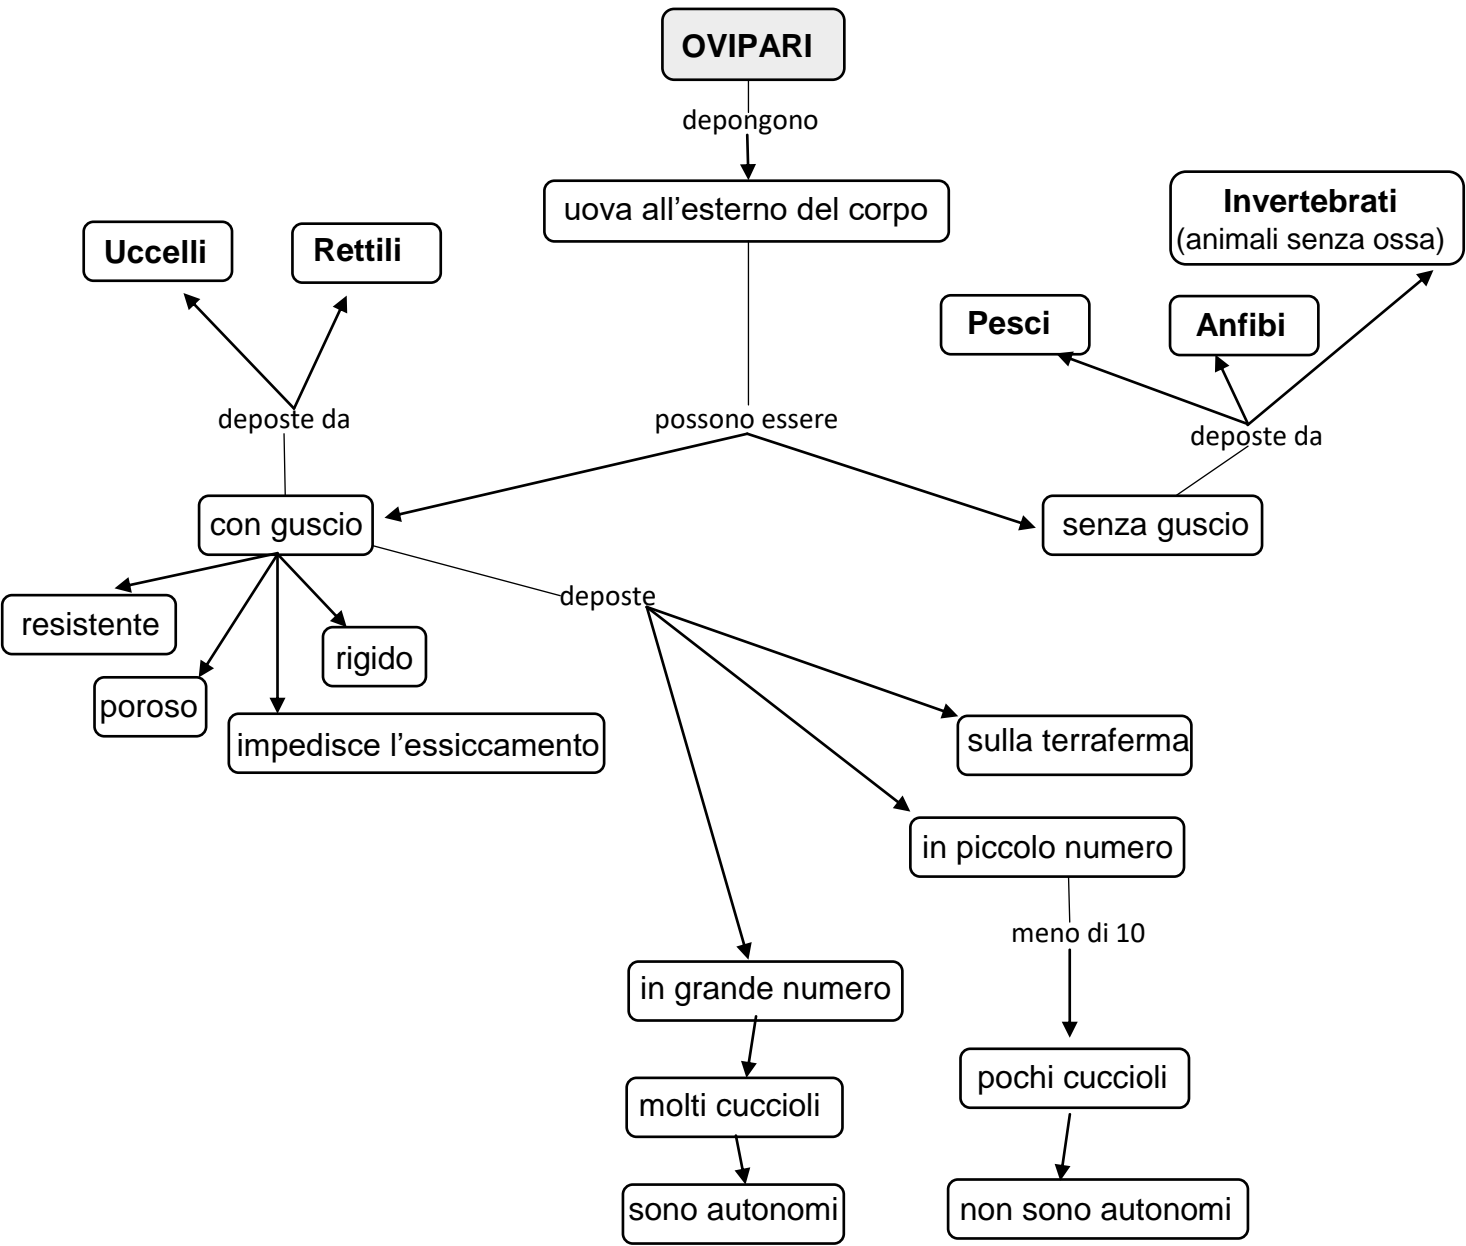 OVIPARI
depongono
uova all’esterno del corpo
Invertebrati
(animali senza ossa)
Uccelli
Rettili
Pesci
Anfibi
deposte da
possono essere
deposte da
con guscio
senza guscio
deposte
resistente
rigido
poroso
impedisce l’essiccamento
sulla terraferma
in piccolo numero
meno di 10
in grande numero
pochi cuccioli
molti cuccioli
sono autonomi
non sono autonomi